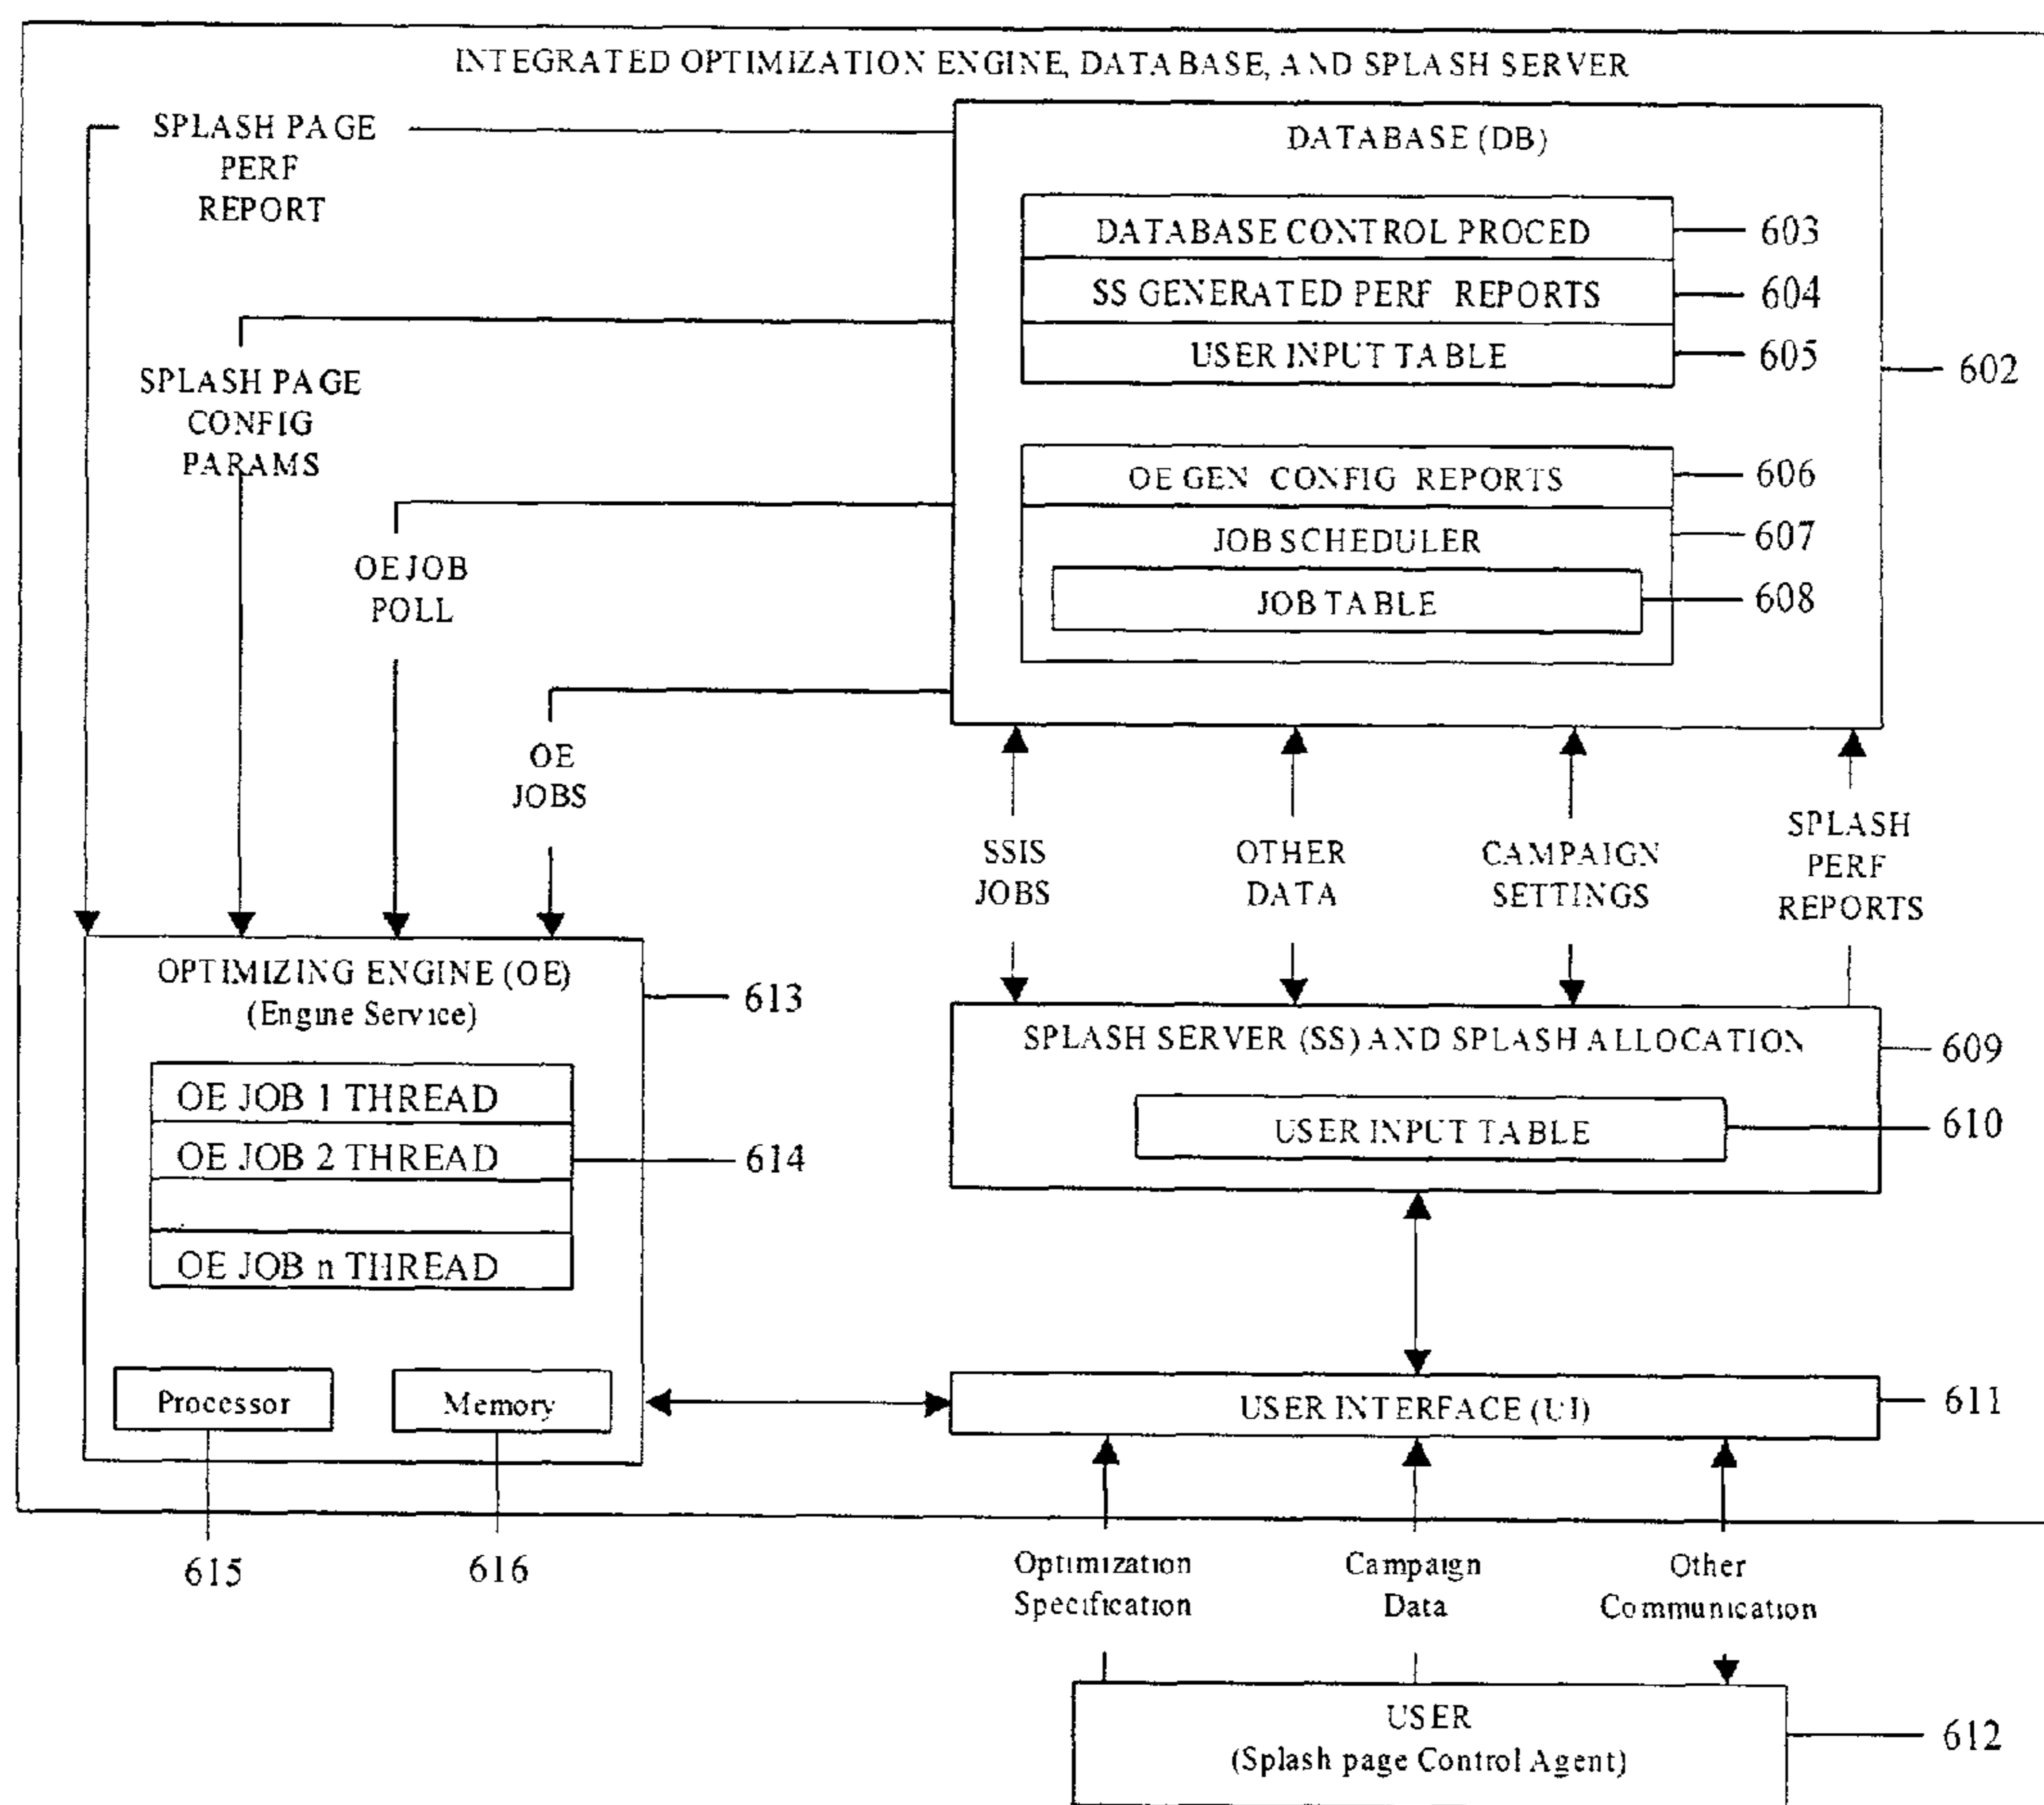 INTEGRATED OPTIMIZATION ENGINE, DATABASE, AND SPLASH SERVER
SPLASH PAGE
PERF
REPORT
DATABASE (DB)
DATABASE CONTROL PROCED
603
SS GENERATED PERF REPORTS
604
USER INPUT TABLE
605
602
SPLASH PAGE
CONFIG
PARAMS
OE GEN CONFIG REPORTS
606
JOB SCHEDULER
607
JOB TABLE
608
OE JOB
POLL
OE
JOBS
SSIS
JOBS
OTHER
DATA
CAMPAIGN
SETTINGS
SPLASH
PERF
REPORTS
OPTIMIZING ENGINE (OE)
(Engine Service)
613
OE JOB 1 THREAD
OE JOB 2 THREAD
614
OE JOB n THREAD
Processor
Memory
615
616
SPLASH SERVER (SS) AND SPLASH ALLOCATION
609
USER INPUT TABLE
610
USER INTERFACE (UI)
611
Optimization
Specification
Campaign
Data
Other
Communication
USER
(Splash page Control Agent)
612